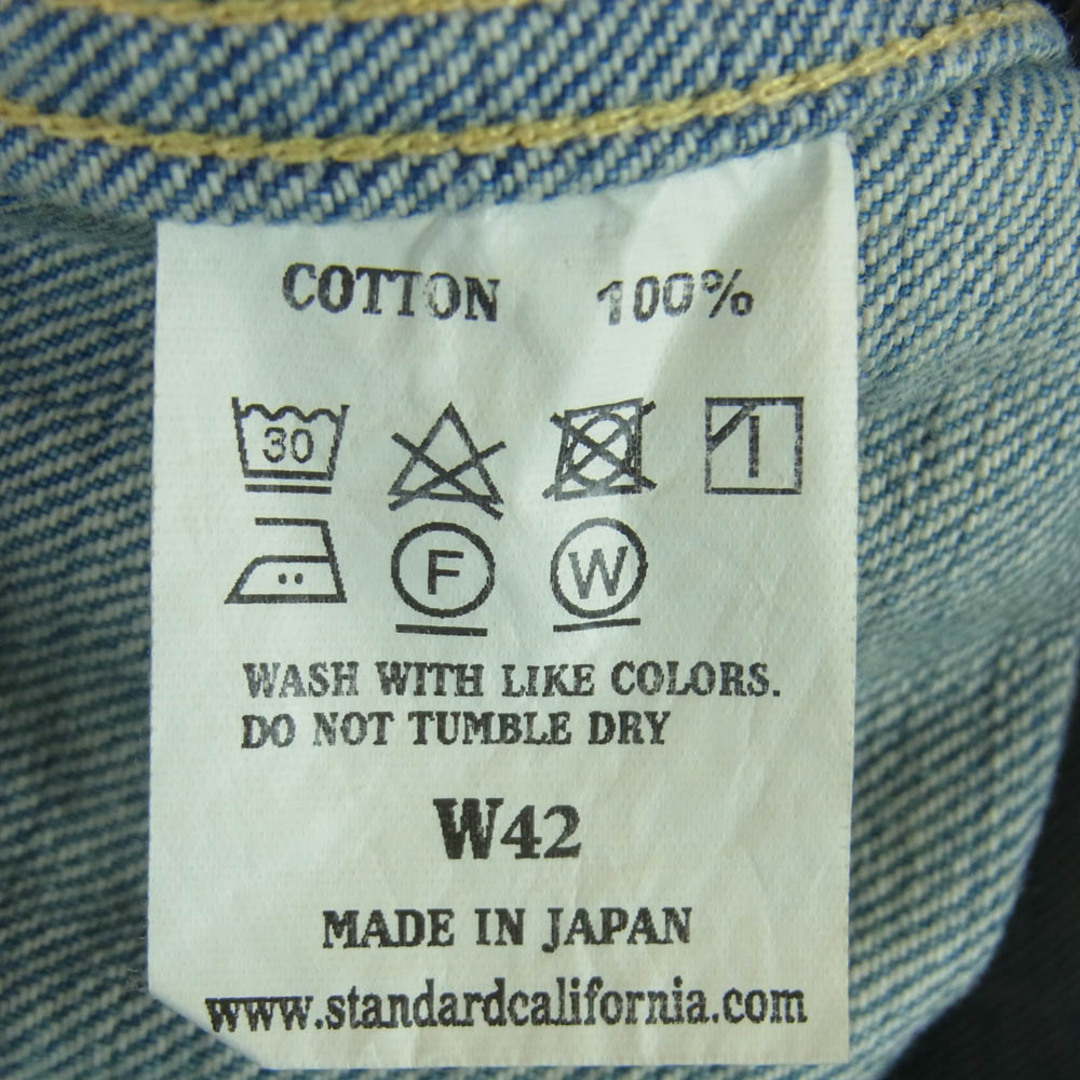 COTTON 100%
30
F W
WASH WITH LIKE COLORS.
DO NOT TUMBLE DRY
W42
MADE IN JAPAN
www.standardcalifornia.com